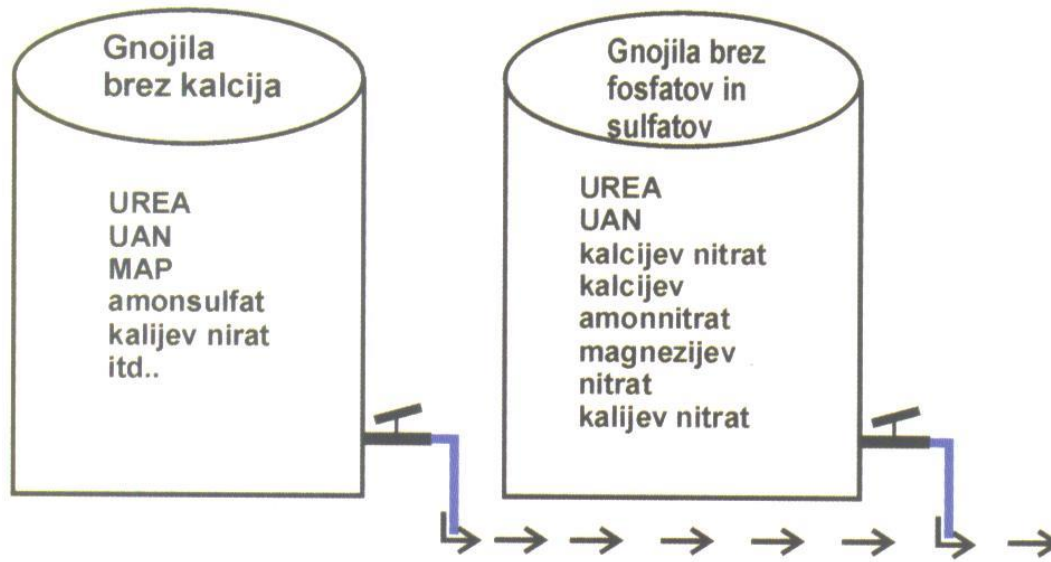 Gnojila
brez kalcija
UREA
UAN
MAP
amonsulfat
kalijev nirat
itd..
Gnojila brez
fosfatov in
sulfatov
UREA
UAN
kalcijev nitrat
kalcijev
amonnitrat
magnezijev
nitrat
kalijev nitrat